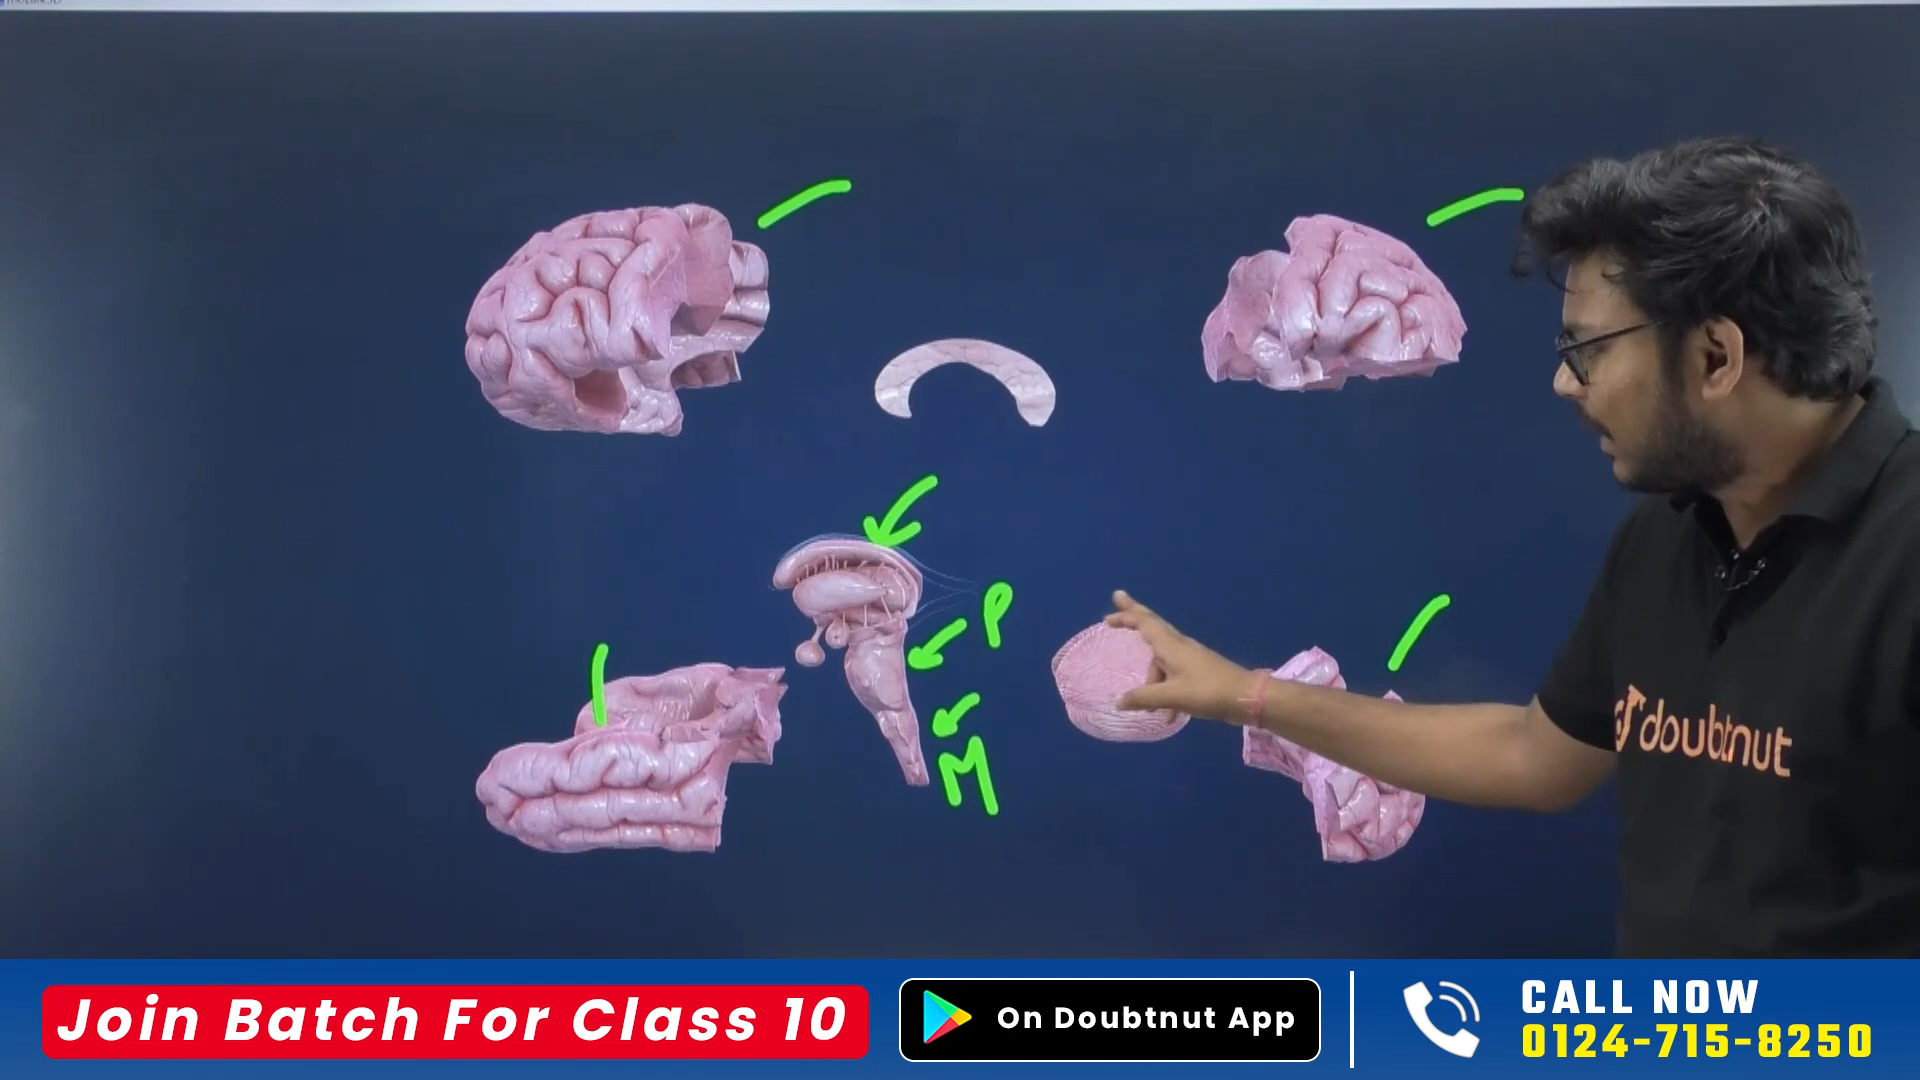 P
M
doubtnut
Join Batch For Class 10
On Doubtnut App
CALL NOW
0124-715-8250